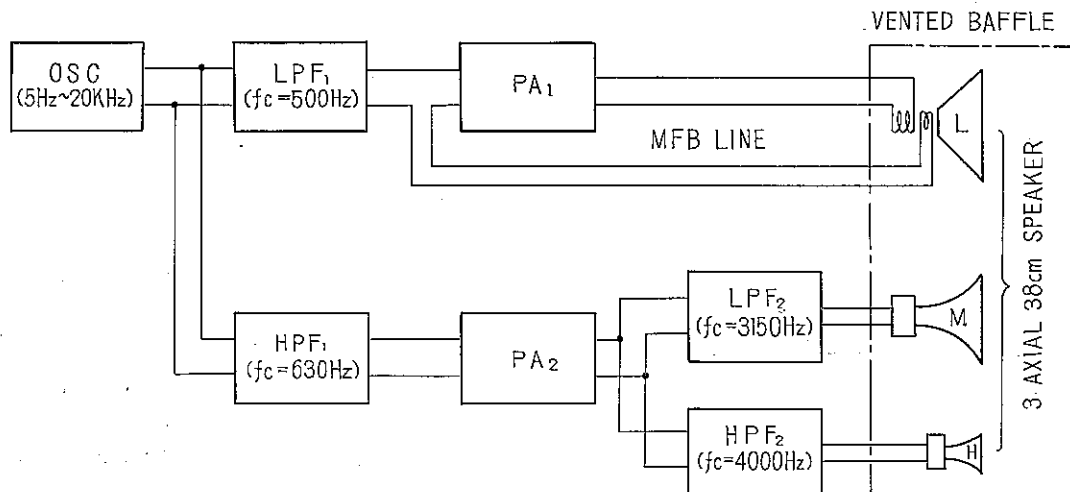 VENTED BAFFLE
OSC
(5Hz~20KHz)
LPF₁
(fc=500Hz)
PA₁
MFB LINE
L
HPF₁
(fc=630Hz)
PA₂
LPF₂
(fc=3150Hz)
M
HPF₂
(fc=4000Hz)
H
3 AXIAL 38cm SPEAKER